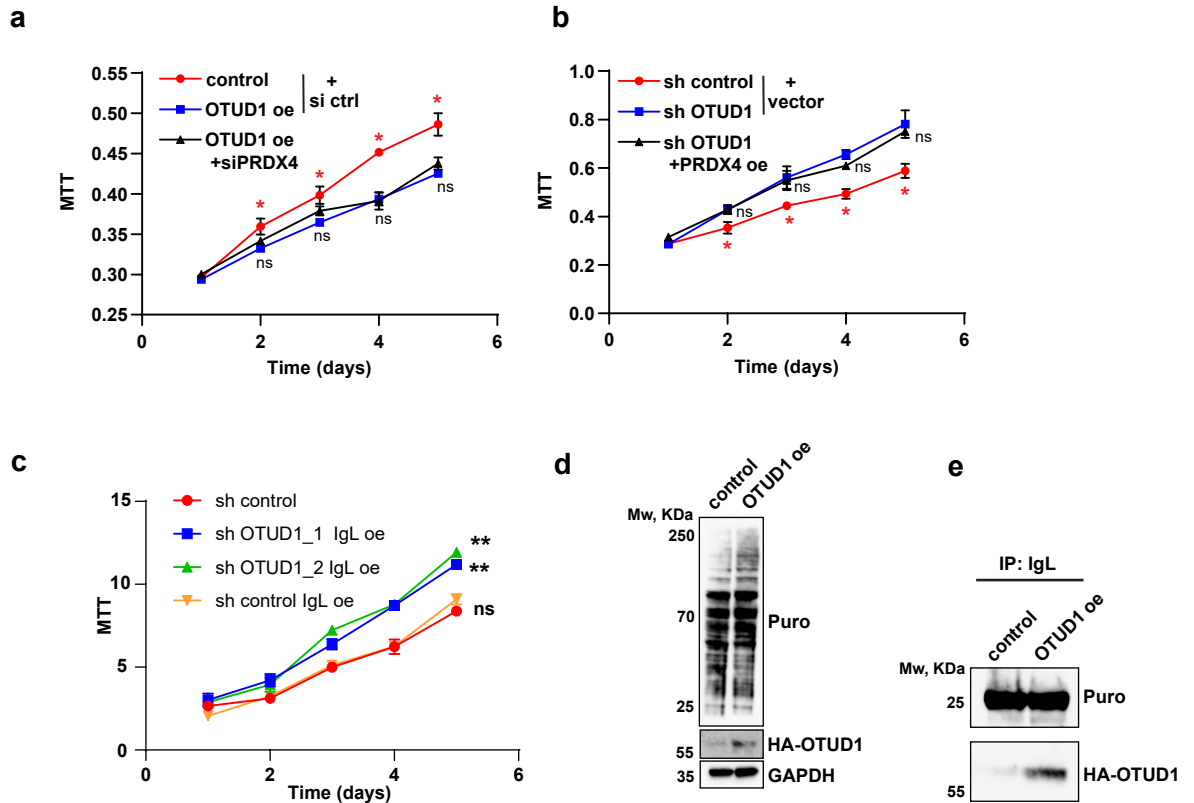 a
0.55
0.50
0.45
0.40
0.35
0.30
0.25
MTT
control
OTUD1 oe
+
si ctrl
OTUD1 oe
+siPRDX4
*
*
*
*
ns
ns
ns
ns
0
2
4
6
Time (days)
b
1.0
0.8
0.6
0.4
0.2
0.0
MTT
sh control
sh OTUD1
+
vector
sh OTUD1
+PRDX4 oe
ns
ns
ns
ns
*
*
*
*
0
2
4
6
Time (days)
c
15
10
5
0
MTT
sh control
sh OTUD1_1 IgL oe
sh OTUD1_2 IgL oe
sh control IgL oe
**
**
ns
0
2
4
6
Time (days)
d
control
OTUD1 oe
Mw, KDa
250
70
25
Puro
55
HA-OTUD1
35
GAPDH
e
IP: IgL
control
OTUD1 oe
Mw, KDa
25
Puro
55
HA-OTUD1